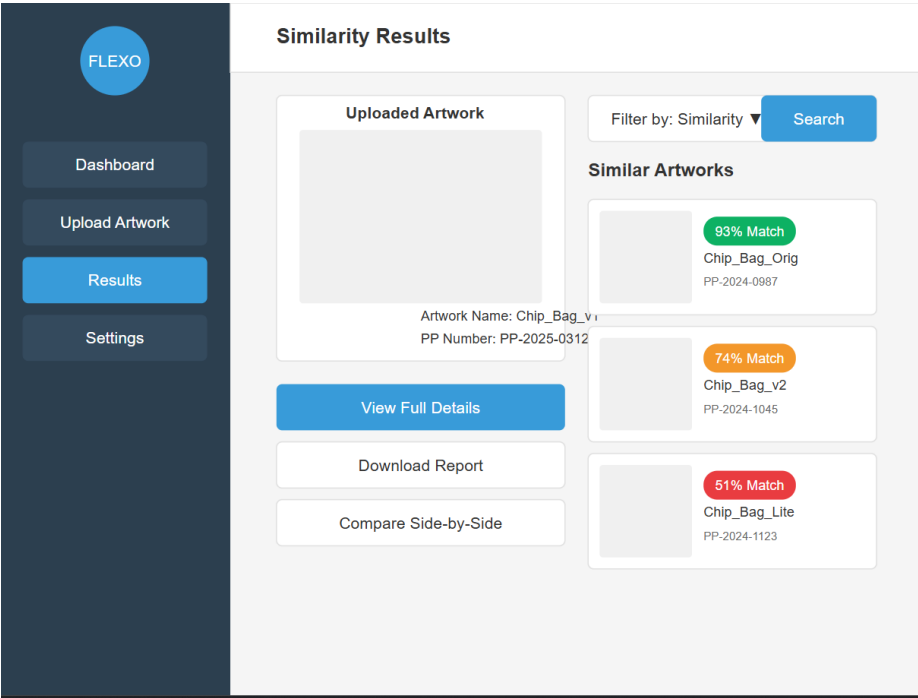 FLEXO
Dashboard
Upload Artwork
Results
Settings
Similarity Results
Uploaded Artwork
Artwork Name: Chip_Bag_v1
PP Number: PP-2025-0312
View Full Details
Download Report
Compare Side-by-Side
Filter by: Similarity ▼
Search
Similar Artworks
93% Match
Chip_Bag_Orig
PP-2024-0987
74% Match
Chip_Bag_v2
PP-2024-1045
51% Match
Chip_Bag_Lite
PP-2024-1123